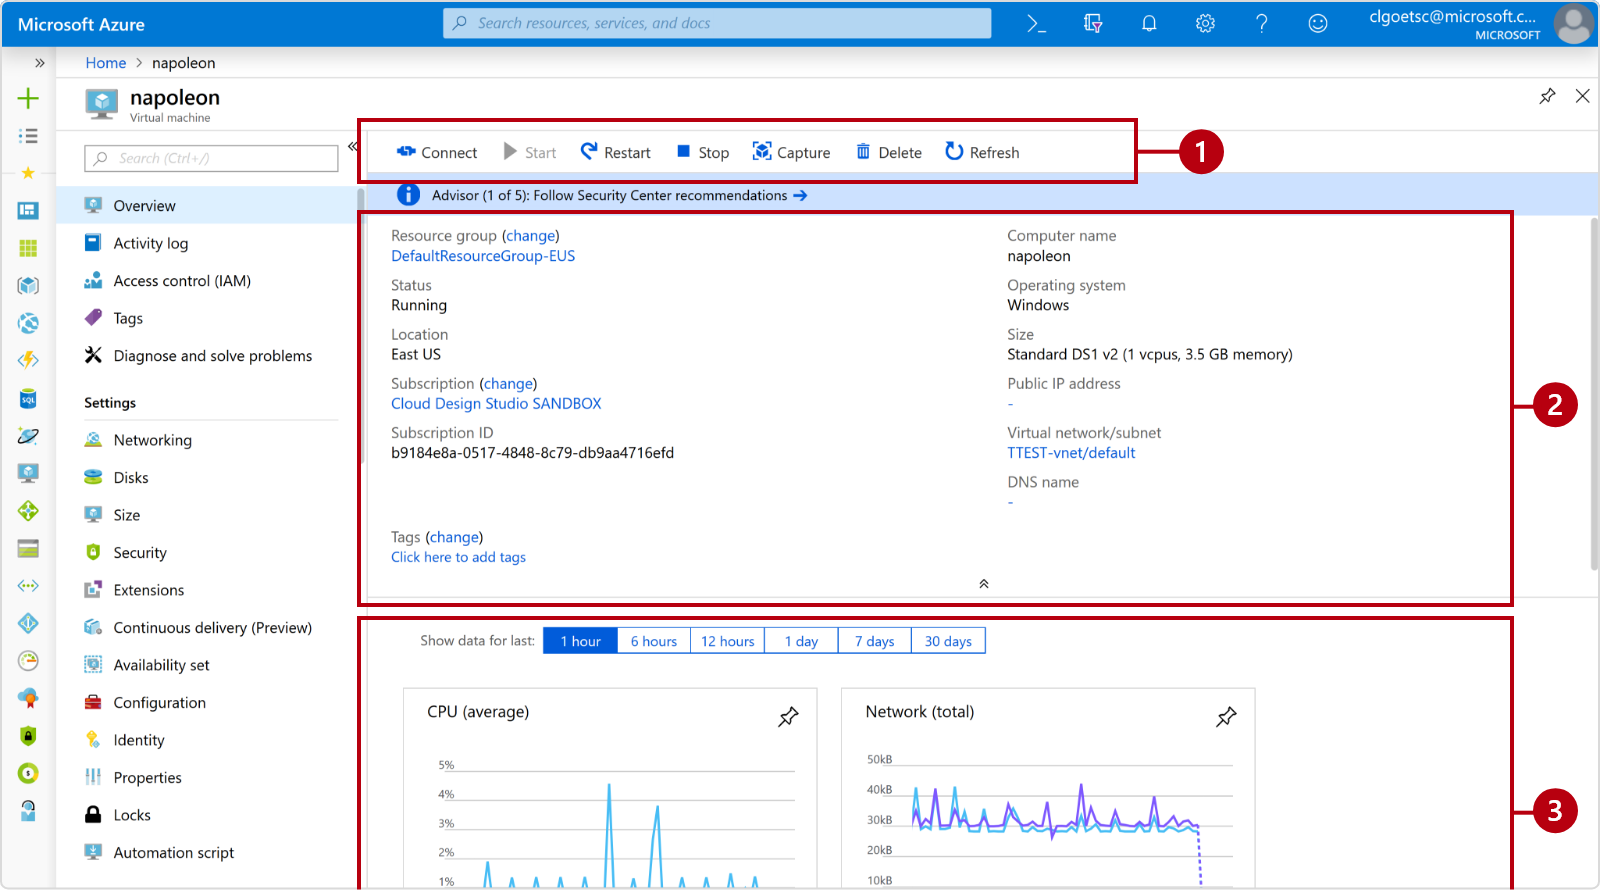 Microsoft Azure
Search resources, services, and docs
clgoetsc@microsoft.c...
MICROSOFT
Home > napoleon
napoleon
Virtual machine
Search (Ctrl+/)
Overview
Activity log
Access control (IAM)
Tags
Diagnose and solve problems
Settings
Networking
Disks
Size
Security
Extensions
Continuous delivery (Preview)
Availability set
Configuration
Identity
Properties
Locks
Automation script
Connect Start Restart Stop Capture Delete Refresh
1
Advisor (1 of 5): Follow Security Center recommendations →
Resource group (change)
DefaultResourceGroup-EUS
Status
Running
Location
East US
Subscription (change)
Cloud Design Studio SANDBOX
Subscription ID
b9184e8a-0517-4848-8c79-db9aa4716efd
Tags (change)
Click here to add tags
Computer name
napoleon
Operating system
Windows
Size
Standard DS1 v2 (1 vcpus, 3.5 GB memory)
Public IP address
-
Virtual network/subnet
TTEST-vnet/default
DNS name
-
2
Show data for last: 1 hour 6 hours 12 hours 1 day 7 days 30 days
CPU (average)
5%
4%
3%
2%
1%
Network (total)
50kB
40kB
30kB
20kB
10kB
3
SQL